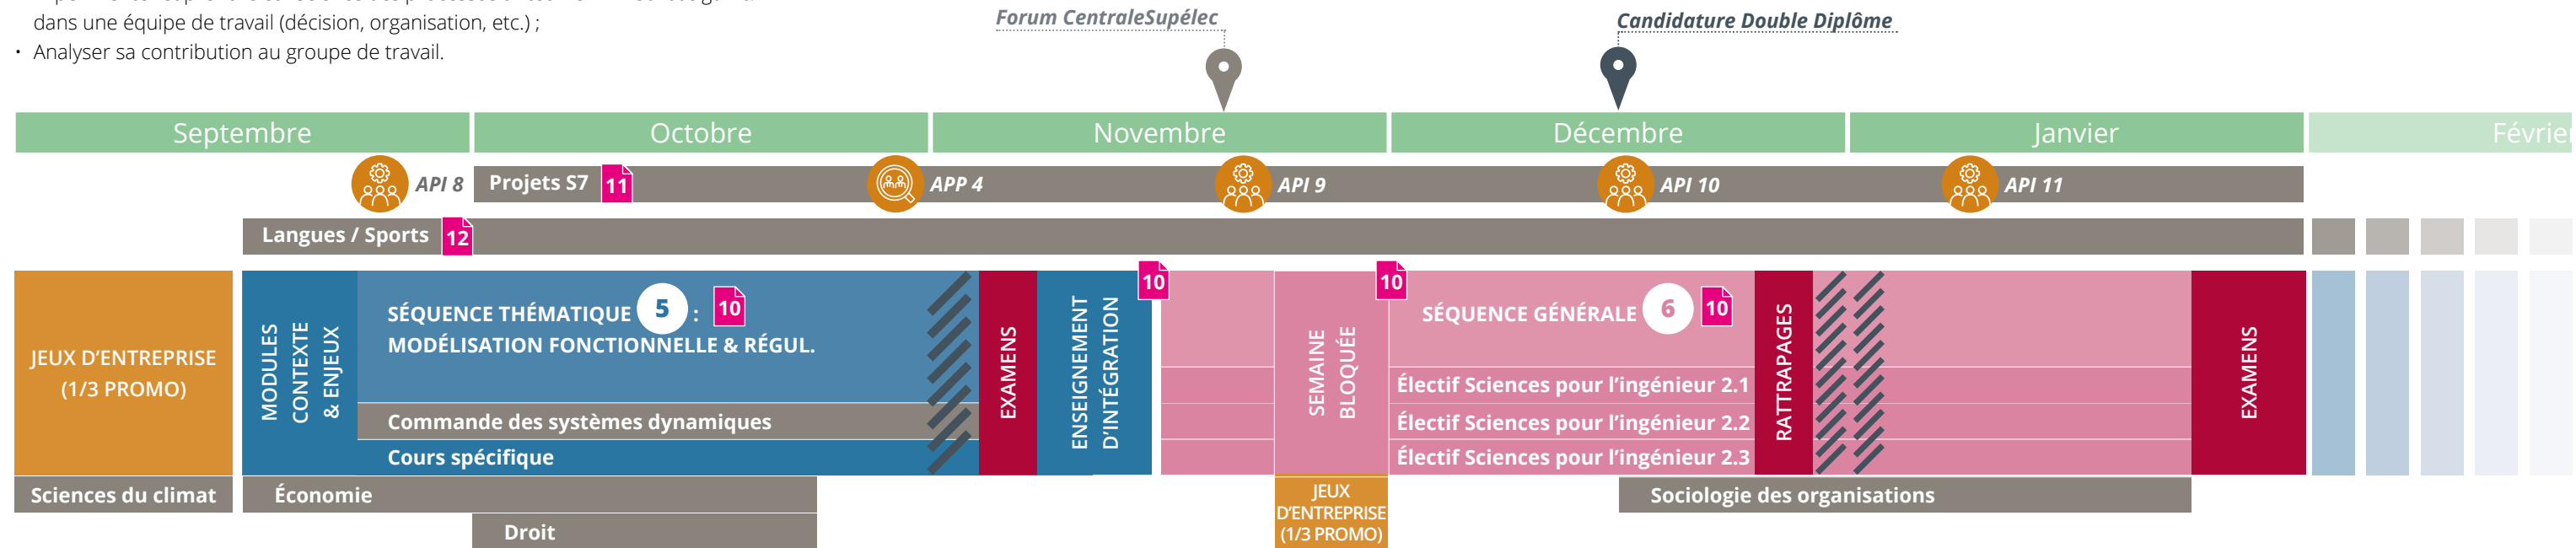 dans une équipe de travail (décision, organisation, etc.) ;
• Analyser sa contribution au groupe de travail.
Forum CentraleSupélec
Candidature Double Diplôme
Septembre
Octobre
Novembre
Décembre
Janvier
Février
API 8
Projets S7
11
APP 4
API 9
API 10
API 11
Langues / Sports
12
JEUX D'ENTREPRISE
(1/3 PROMO)
MODULES
CONTEXTE
& ENJEUX
SÉQUENCE THÉMATIQUE 5 : 10
MODÉLISATION FONCTIONNELLE & RÉGUL.
Commande des systèmes dynamiques
Cours spécifique
EXAMENS
ENSEIGNEMENT
D'INTÉGRATION
10
SEMAINE
BLOQUÉE
10
SÉQUENCE GÉNÉRALE 6 10
Électif Sciences pour l'ingénieur 2.1
Électif Sciences pour l'ingénieur 2.2
Électif Sciences pour l'ingénieur 2.3
RATTRAPAGES
EXAMENS
Sciences du climat
Économie
Droit
JEUX
D'ENTREPRISE
(1/3 PROMO)
Sociologie des organisations